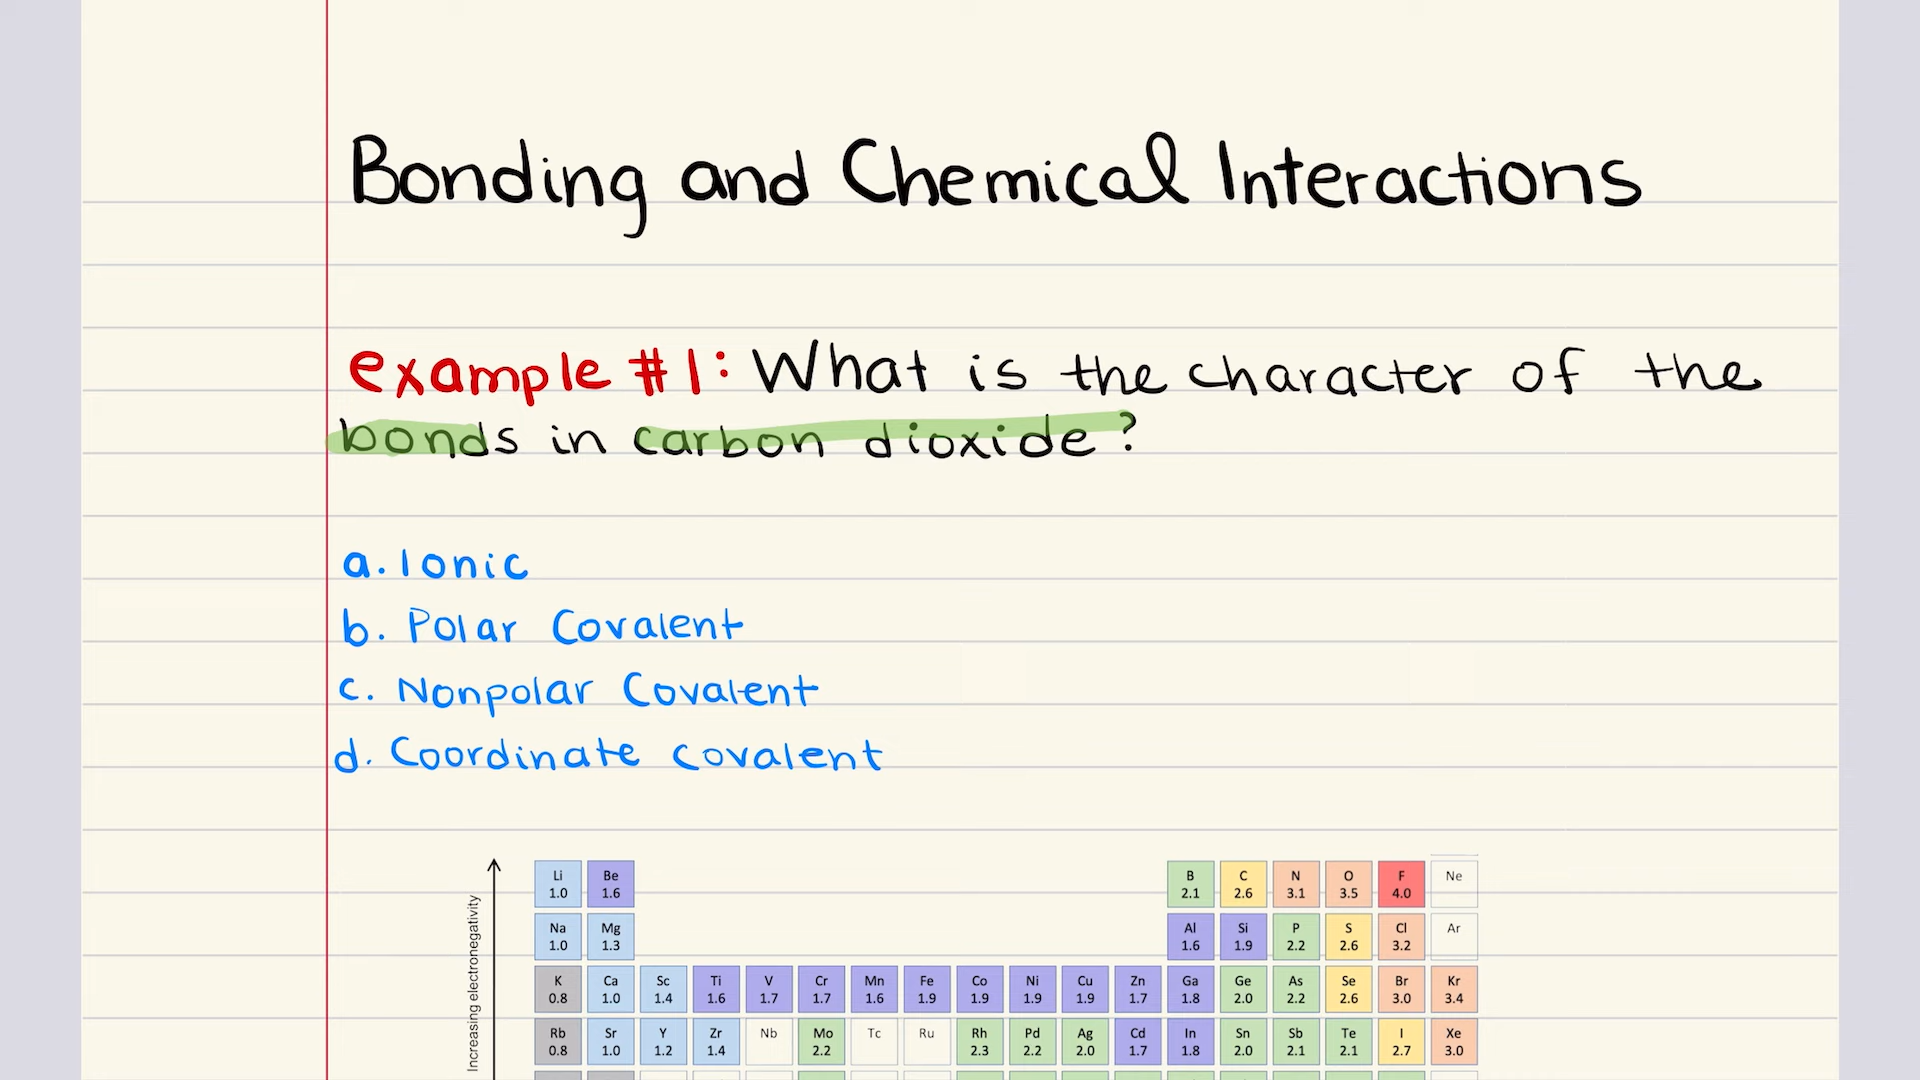 Bonding and Chemical Interactions
example #1: What is the character of the
bonds in carbon dioxide?
a. Ionic
b. Polar Covalent
c. Nonpolar Covalent
d. Coordinate covalent
Increasing electronegativity
Li Be B C N O F Ne
1.0 1.6 2.1 2.6 3.1 3.5 4.0
Na Mg Al Si P S Cl Ar
1.0 1.3 1.6 1.9 2.2 2.6 3.2
K Ca Sc Ti V Cr Mn Fe Co Ni Cu Zn Ga Ge As Se Br Kr
0.8 1.0 1.4 1.6 1.7 1.7 1.6 1.9 1.9 1.9 1.9 1.7 1.8 2.0 2.2 2.6 3.0 3.4
Rb Sr Y Zr Nb Mo Tc Ru Rh Pd Ag Cd In Sn Sb Te I Xe
0.8 1.0 1.2 1.4 2.2 2.3 2.2 2.0 1.7 1.8 2.0 2.1 2.1 2.7 3.0